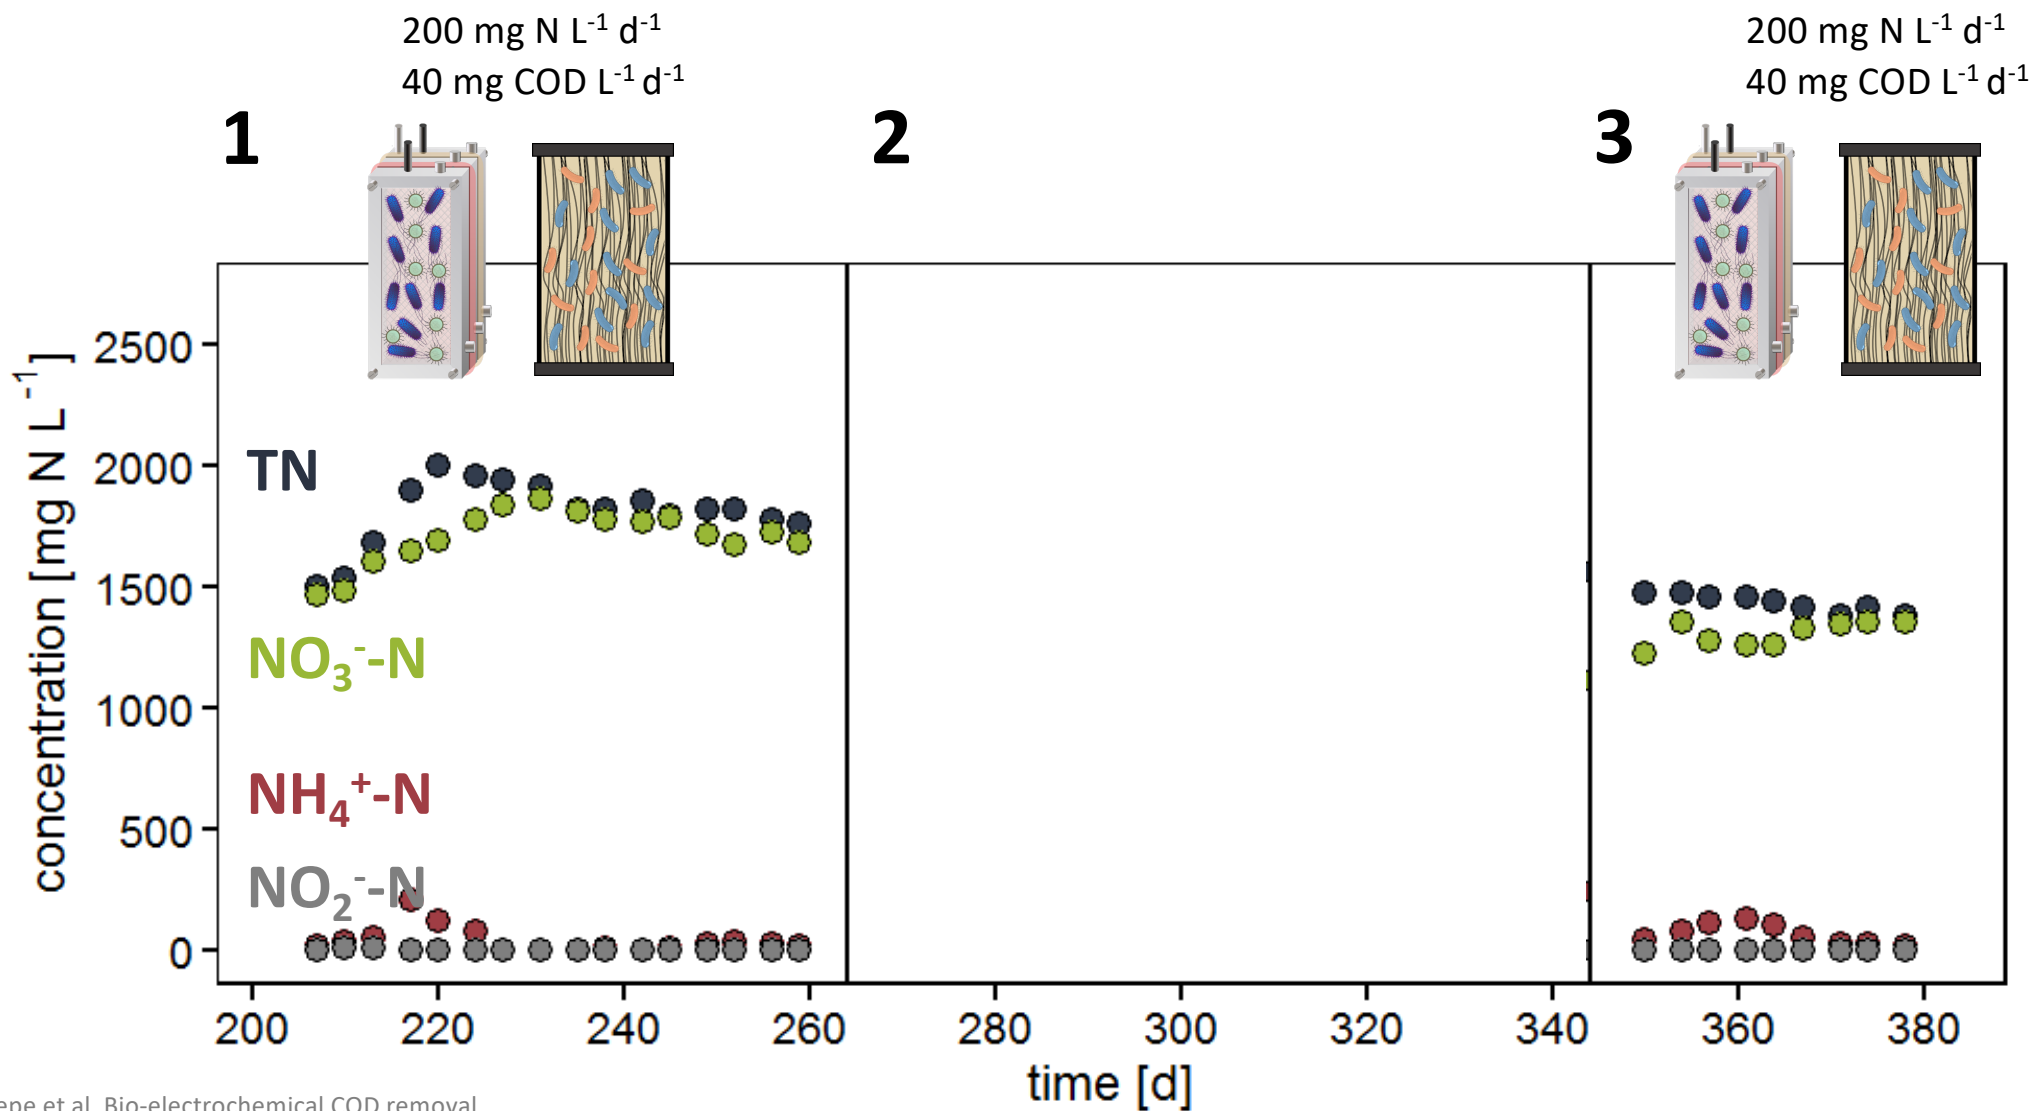 200 mg N L⁻¹ d⁻¹
40 mg COD L⁻¹ d⁻¹
200 mg N L⁻¹ d⁻¹
40 mg COD L⁻¹ d⁻¹
1
2
3
concentration [mg N L⁻¹]
2500
2000
1500
1000
500
0
TN
NO₃⁻-N
NH₄⁺-N
NO₂⁻-N
200 220 240 260 280 300 320 340 360 380
time [d]
et al. Bio-electrochemical COD removal